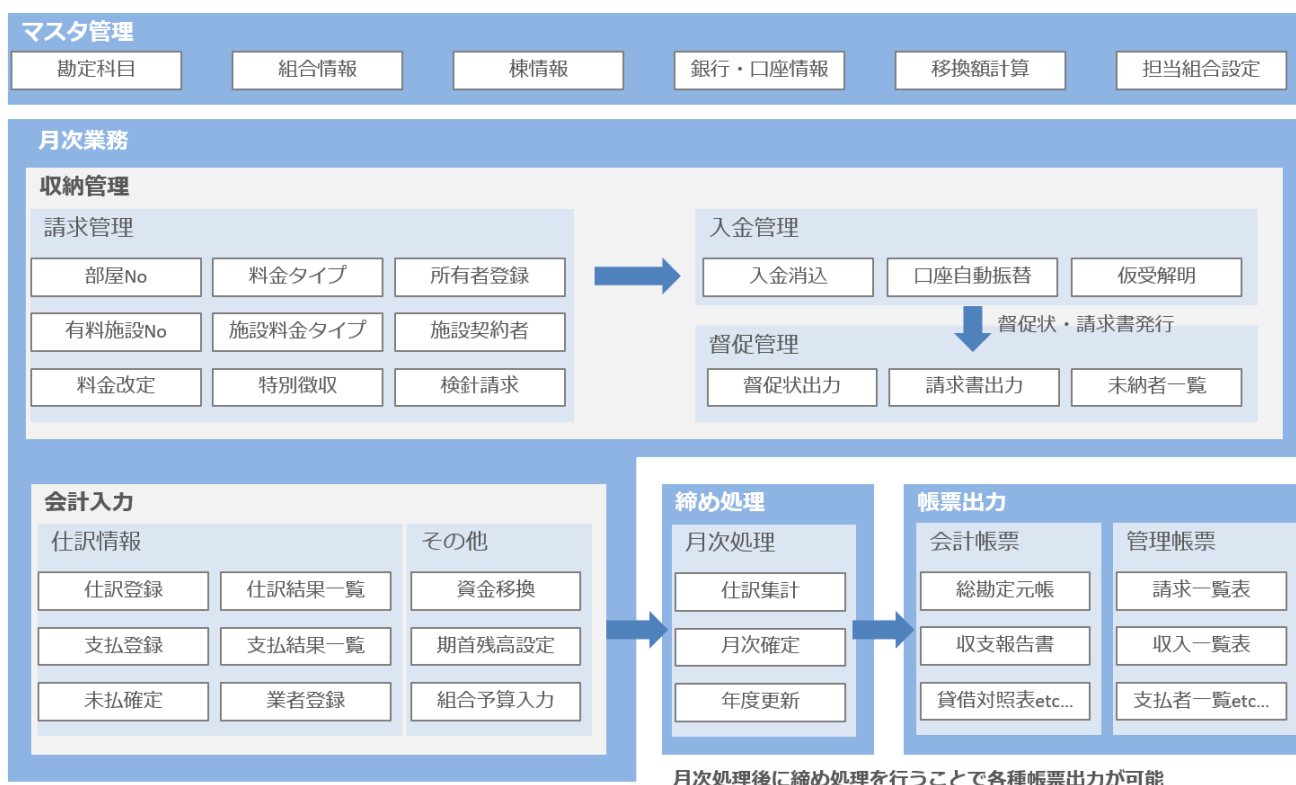 マスタ管理
勘定科目
組合情報
棟情報
銀行・口座情報
移換額計算
担当組合設定
月次業務
収納管理
請求管理
部屋No
料金タイプ
所有者登録
有料施設No
施設料金タイプ
施設契約者
料金改定
特別徴収
検針請求
入金管理
入金消込
口座自動振替
仮受解明
督促状・請求書発行
督促管理
督促状出力
請求書出力
未納者一覧
会計入力
仕訳情報
仕訳登録
仕訳結果一覧
支払登録
支払結果一覧
未払確定
業者登録
その他
資金移換
期首残高設定
組合予算入力
締め処理
月次処理
仕訳集計
月次確定
年度更新
帳票出力
会計帳票
総勘定元帳
収支報告書
貸借対照表etc...
管理帳票
請求一覧表
収入一覧表
支払者一覧etc...
月次処理後に締め処理を行うことで各種帳票出力が可能